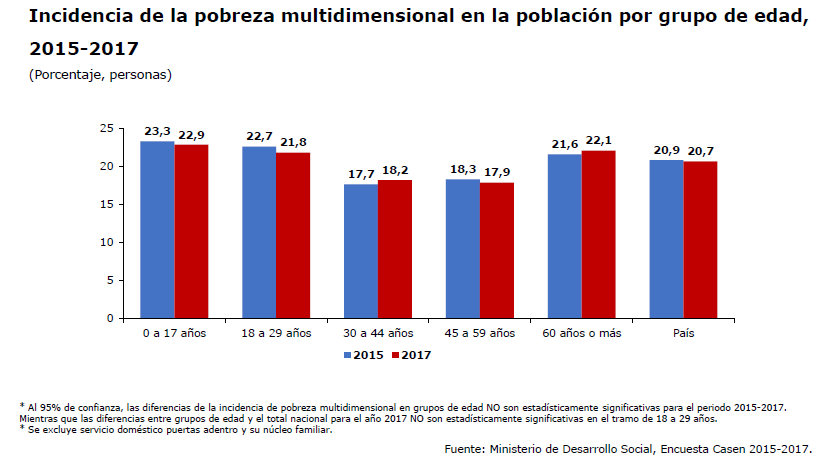 Incidencia de la pobreza multidimensional en la población por grupo de edad,
2015-2017
(Porcentaje, personas)
25
20
15
10
5
0
23,3 22,9
22,7 21,8
17,7 18,2
18,3 17,9
21,6 22,1
20,9 20,7
0 a 17 años
18 a 29 años
30 a 44 años
45 a 59 años
60 años o más
País
2015 2017
* Al 95% de confianza, las diferencias de la incidencia de pobreza multidimensional en grupos de edad NO son estadísticamente significativas para el periodo 2015-2017.
Mientras que las diferencias entre grupos de edad y el total nacional para el año 2017 NO son estadísticamente significativas en el tramo de 18 a 29 años.
* Se excluye servicio doméstico puertas adentro y su núcleo familiar.
Fuente: Ministerio de Desarrollo Social, Encuesta Casen 2015-2017.